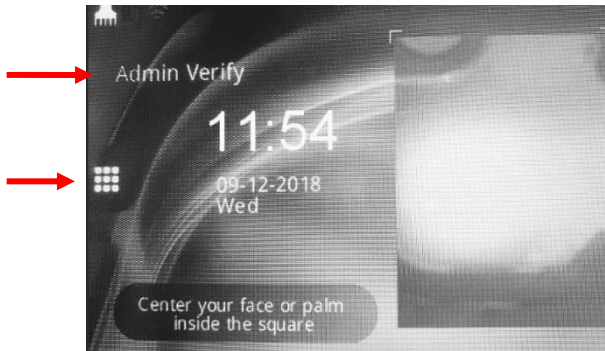 Admin Verify
11:54
09-12-2018
Wed
Center your face or palm
inside the square